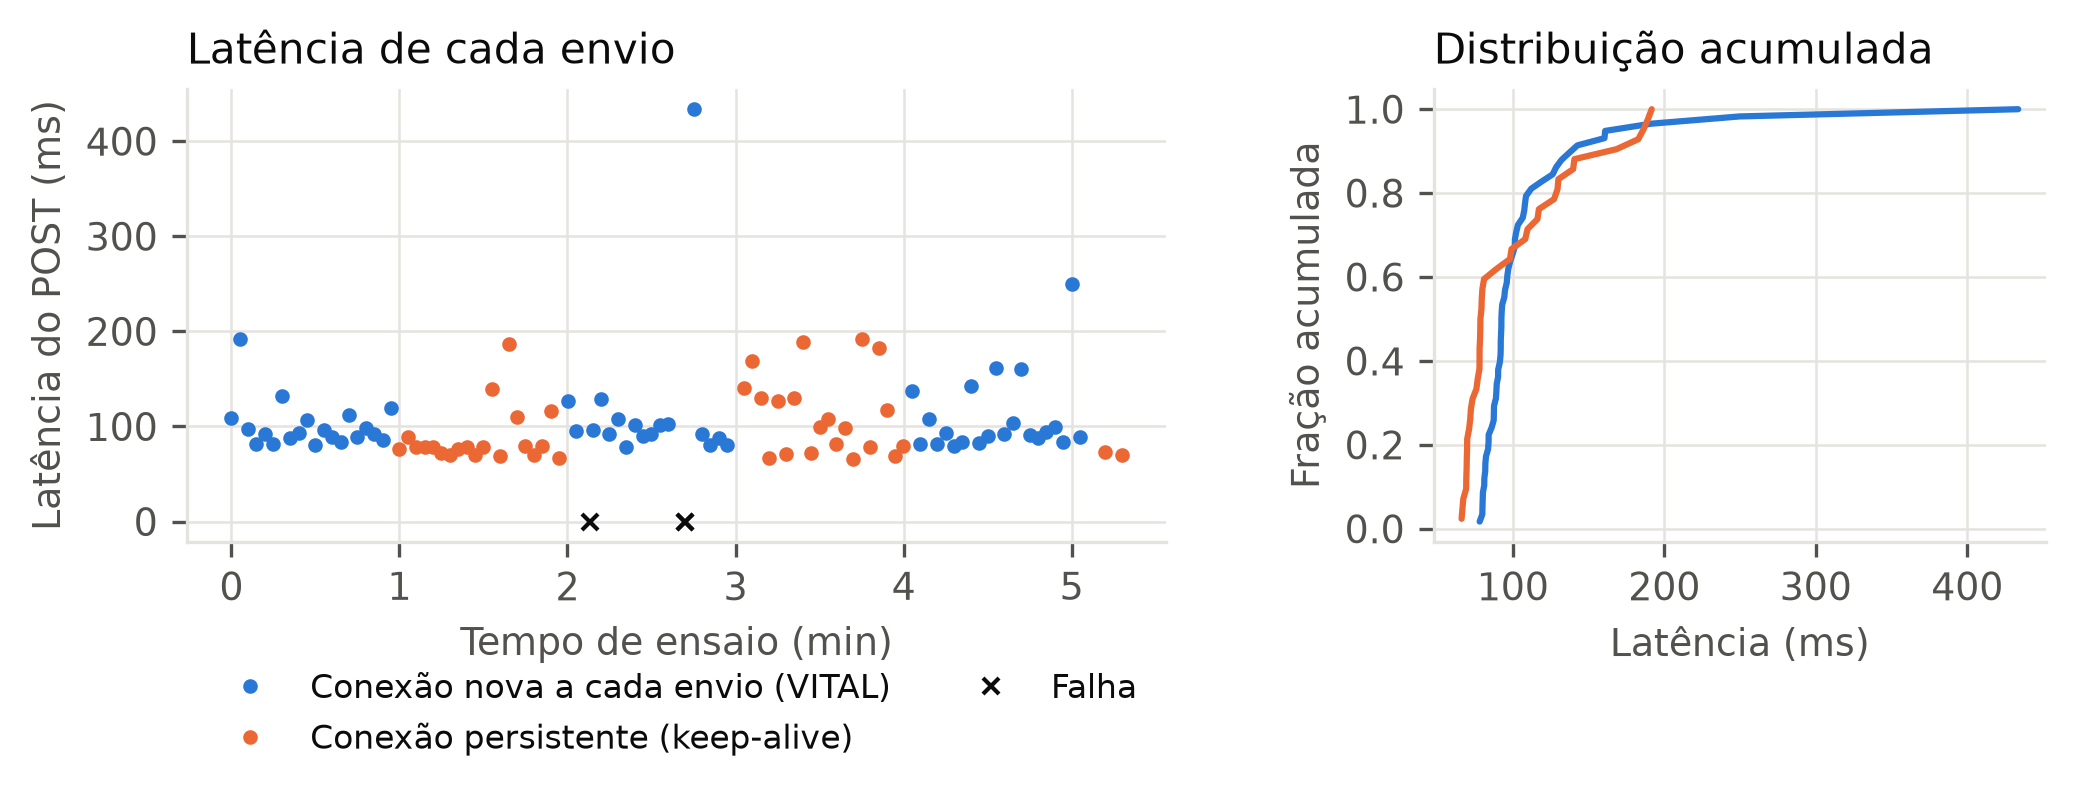 Latência de cada envio
Latência do POST (ms)
400
300
200
100
0
0 1 2 3 4 5
Tempo de ensaio (min)
Conexão nova a cada envio (VITAL)
Conexão persistente (keep-alive)
Falha
Distribuição acumulada
Fração acumulada
1.0
0.8
0.6
0.4
0.2
0.0
100 200 300 400
Latência (ms)